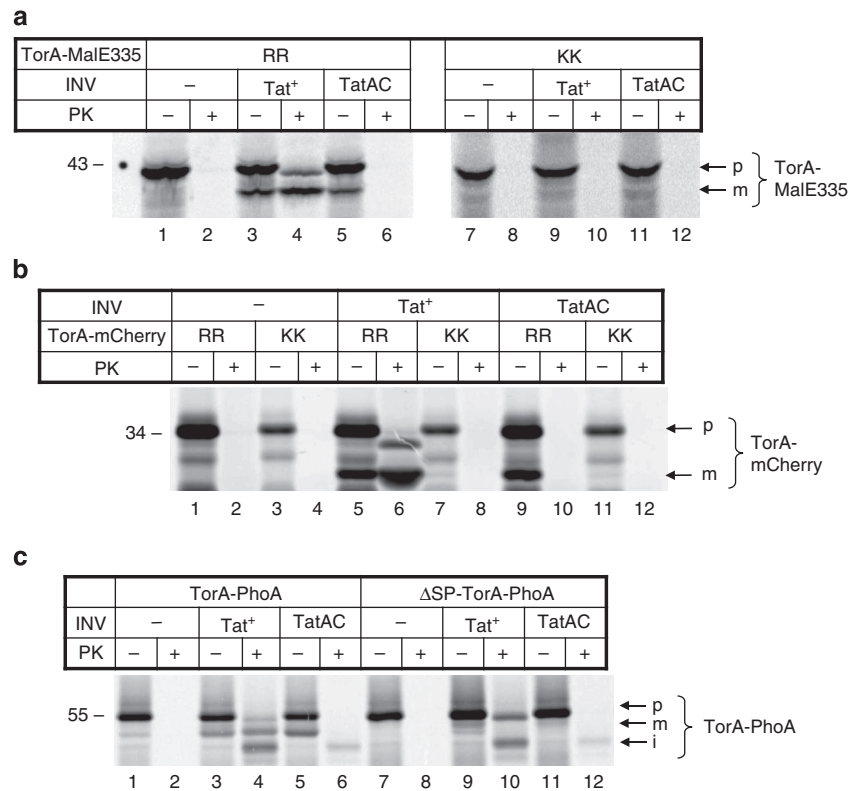 a
TorA-MalE335 RR KK
INV – Tat+ TatAC – Tat+ TatAC
PK – + – + – + – + – + – +
43 –
p
m
TorA-
MalE335
1 2 3 4 5 6 7 8 9 10 11 12
b
INV – Tat+ TatAC
TorA-mCherry RR KK RR KK RR KK
PK – + – + – + – + – + – +
34 –
p
m
TorA-
mCherry
1 2 3 4 5 6 7 8 9 10 11 12
c
TorA-PhoA ΔSP-TorA-PhoA
INV – Tat+ TatAC – Tat+ TatAC
PK – + – + – + – + – + – +
55 –
p
m
i
TorA-PhoA
1 2 3 4 5 6 7 8 9 10 11 12